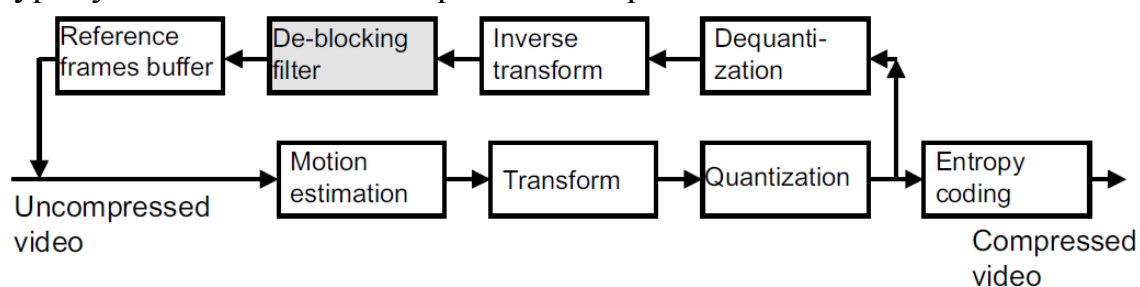 Reference
frames buffer
De-blocking
filter
Inverse
transform
Dequanti-
zation
Motion
estimation
Transform
Quantization
Entropy
coding
Uncompressed
video
Compressed
video